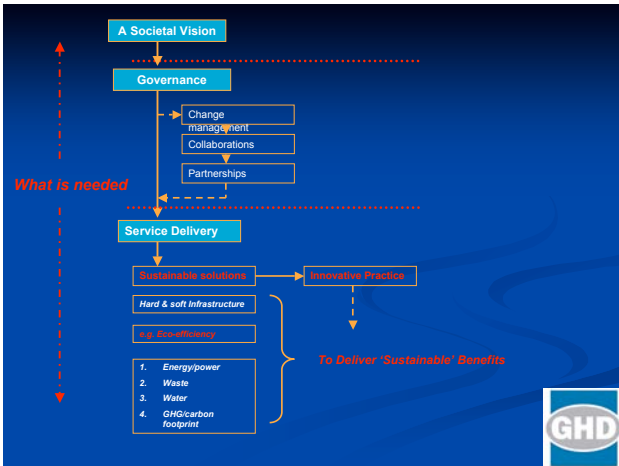 A Societal Vision
Governance
Change
management
Collaborations
Partnerships
What is needed
Service Delivery
Sustainable solutions
Innovative Practice
Hard & soft Infrastructure
e.g. Eco-efficiency
To Deliver ‘Sustainable’ Benefits
1. Energy/power
2. Waste
3. Water
4. GHG/carbon
footprint
GHD